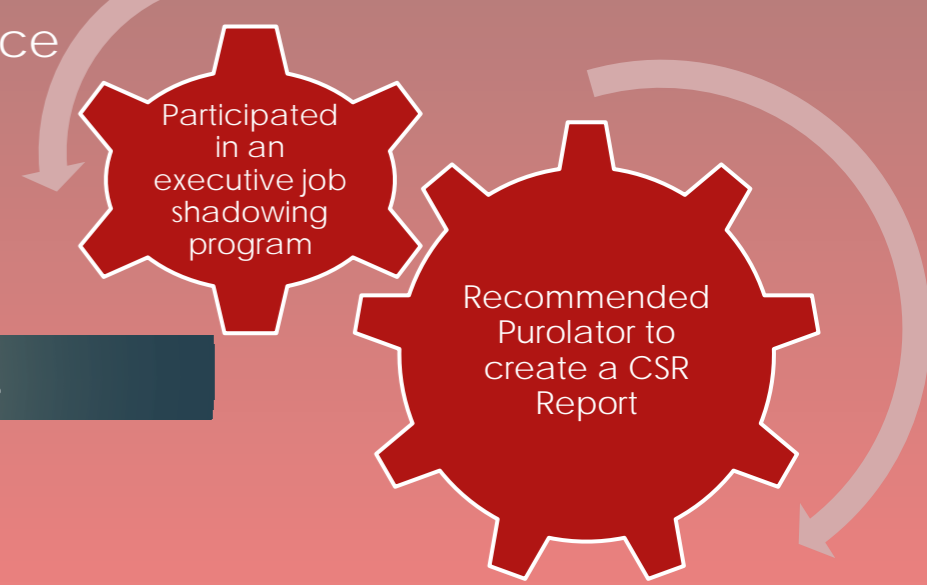 ce
Participated
in an
executive job
shadowing
program
Recommended
Purolator to
create a CSR
Report